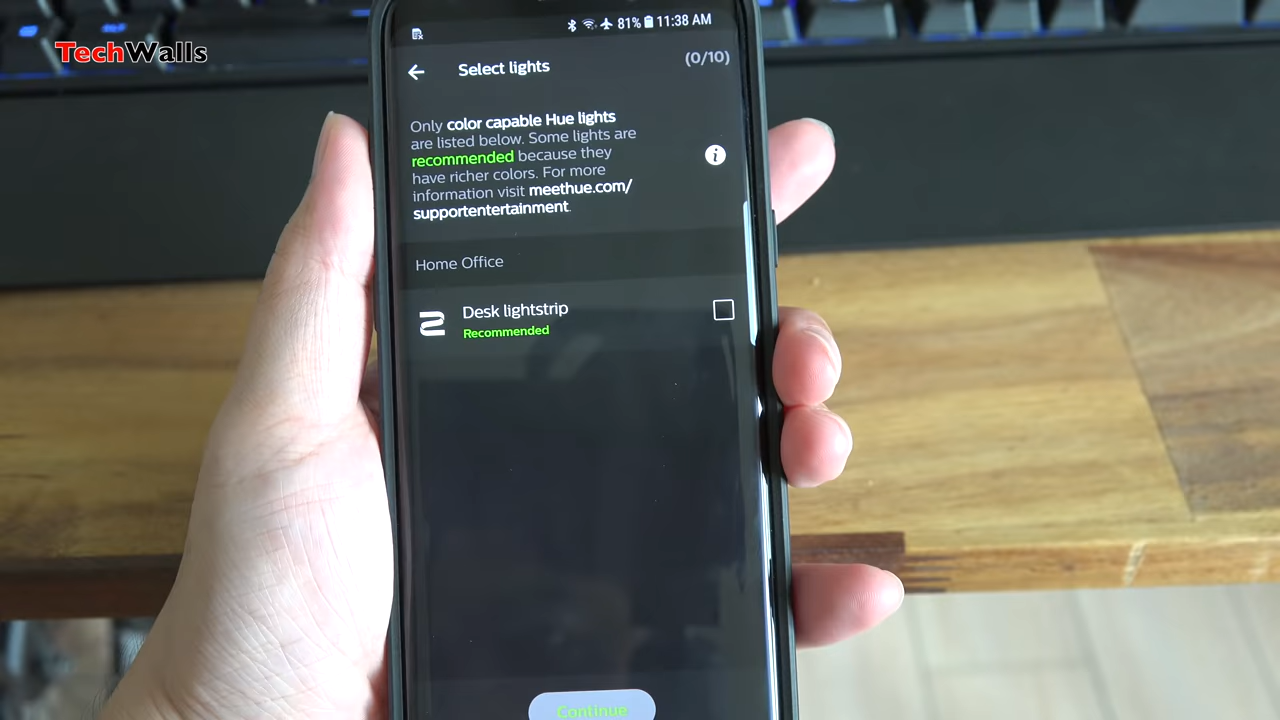 TechWalls
81% 11:38 AM
Select lights
(0/10)
Only color capable Hue lights
are listed below. Some lights are
recommended because they
have richer colors. For more
information visit meethue.com/
supportentertainment.
Home Office
Desk lightstrip
Recommended
Continue